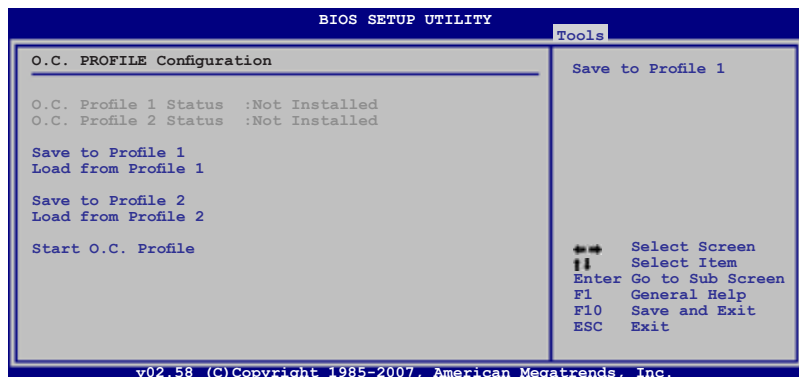 BIOS SETUP UTILITY
Tools
O.C. PROFILE Configuration
O.C. Profile 1 Status :Not Installed
O.C. Profile 2 Status :Not Installed
Save to Profile 1
Load from Profile 1
Save to Profile 2
Load from Profile 2
Start O.C. Profile
Save to Profile 1
Select Screen
Select Item
Enter Go to Sub Screen
F1 General Help
F10 Save and Exit
ESC Exit
v02.58 (C)Copyright 1985-2007, American Megatrends, Inc.